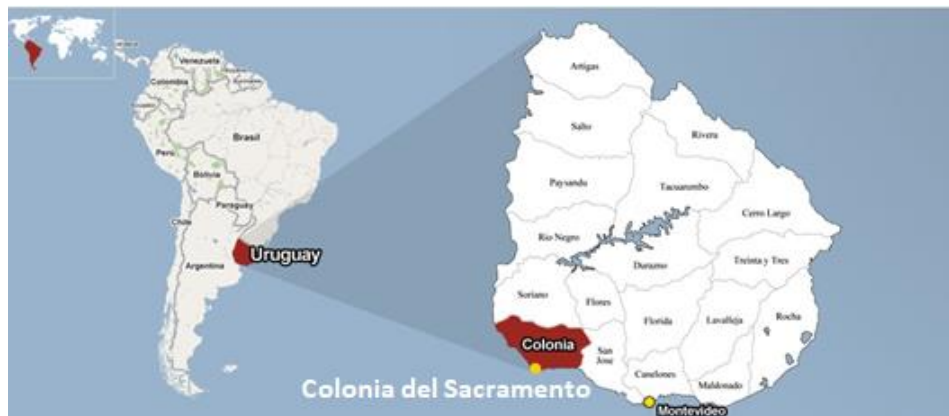 Venezuela
Colombia
Brasil
Peru
Bolivia
Paraguay
Chile
Argentina
Uruguay
Artigas
Salto
Rivera
Paysandu
Tacuarembo
Cerro Largo
Rio Negro
Durazno
Treinta y Tres
Soriano
Flores
Florida
Lavalleja
Rocha
Colonia
San
Jose
Canelones
Maldonado
Colonia del Sacramento
Montevideo